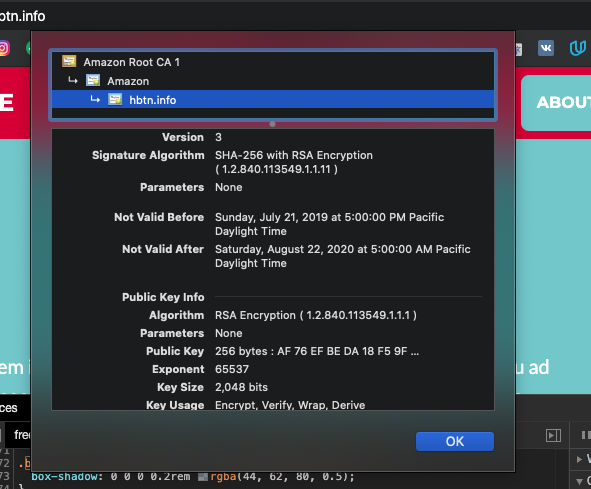 btn.info
Amazon Root CA 1
Amazon
hbtn.info
E
ABOUT
Version 3
Signature Algorithm SHA-256 with RSA Encryption
( 1.2.840.113549.1.1.11 )
Parameters None
Not Valid Before Sunday, July 21, 2019 at 5:00:00 PM Pacific
Daylight Time
Not Valid After Saturday, August 22, 2020 at 5:00:00 AM Pacific
Daylight Time
Public Key Info
Algorithm RSA Encryption ( 1.2.840.113549.1.1.1 )
Parameters None
Public Key 256 bytes : AF 76 EF BE DA 18 F5 9F ...
Exponent 65537
Key Size 2,048 bits
Key Usage Encrypt, Verify, Wrap, Derive
em i
u ad
ces
free
OK
72 .b
73 box-shadow: 0 0 0 0.2rem rgba(44, 62, 80, 0.5);
74 }